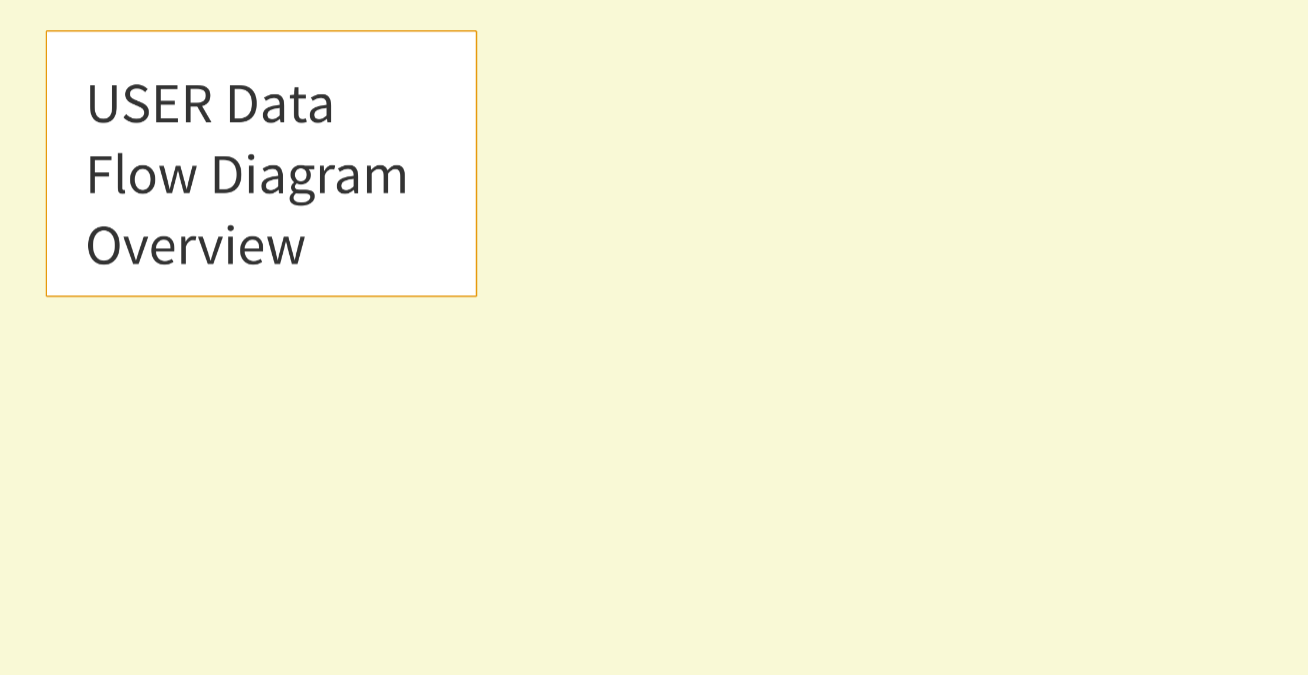 USER Data
Flow Diagram
Overview